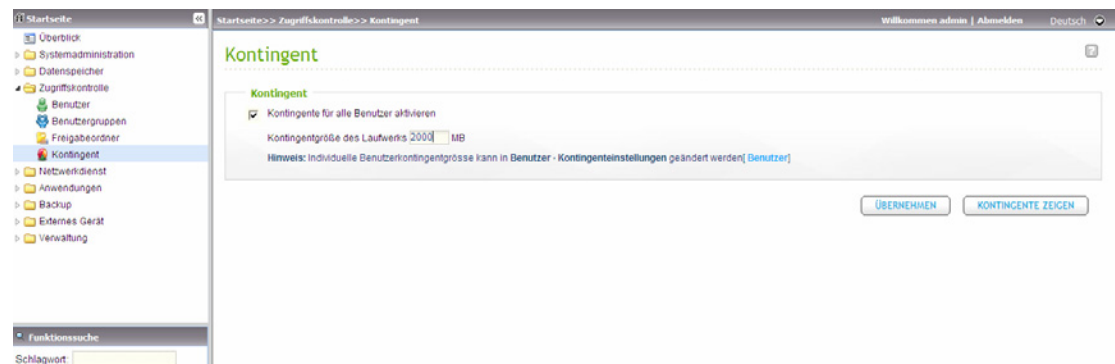 Startseite
Startseite>> Zugriffskontrolle>> Kontingent
Willkommen admin | Abmelden
Deutsch
Überblick
Systemadministration
Datenspeicher
Zugriffskontrolle
Benutzer
Benutzergruppen
Freigabeordner
Kontingent
Netzwerkdienst
Anwendungen
Backup
Externes Gerät
Verwaltung
Funktionssuche
Schlagwort:
Kontingent
Kontingent
Kontingente für alle Benutzer aktivieren
Kontingentgröße des Laufwerks 2000 MB
Hinweis: Individuelle Benutzerkontingentgrösse kann in Benutzer - Kontingenteinstellungen geändert werden[ Benutzer]
ÜBERNEHMEN
KONTINGENTE ZEIGEN